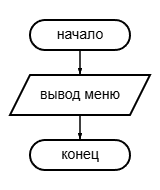 начало
вывод меню
конец